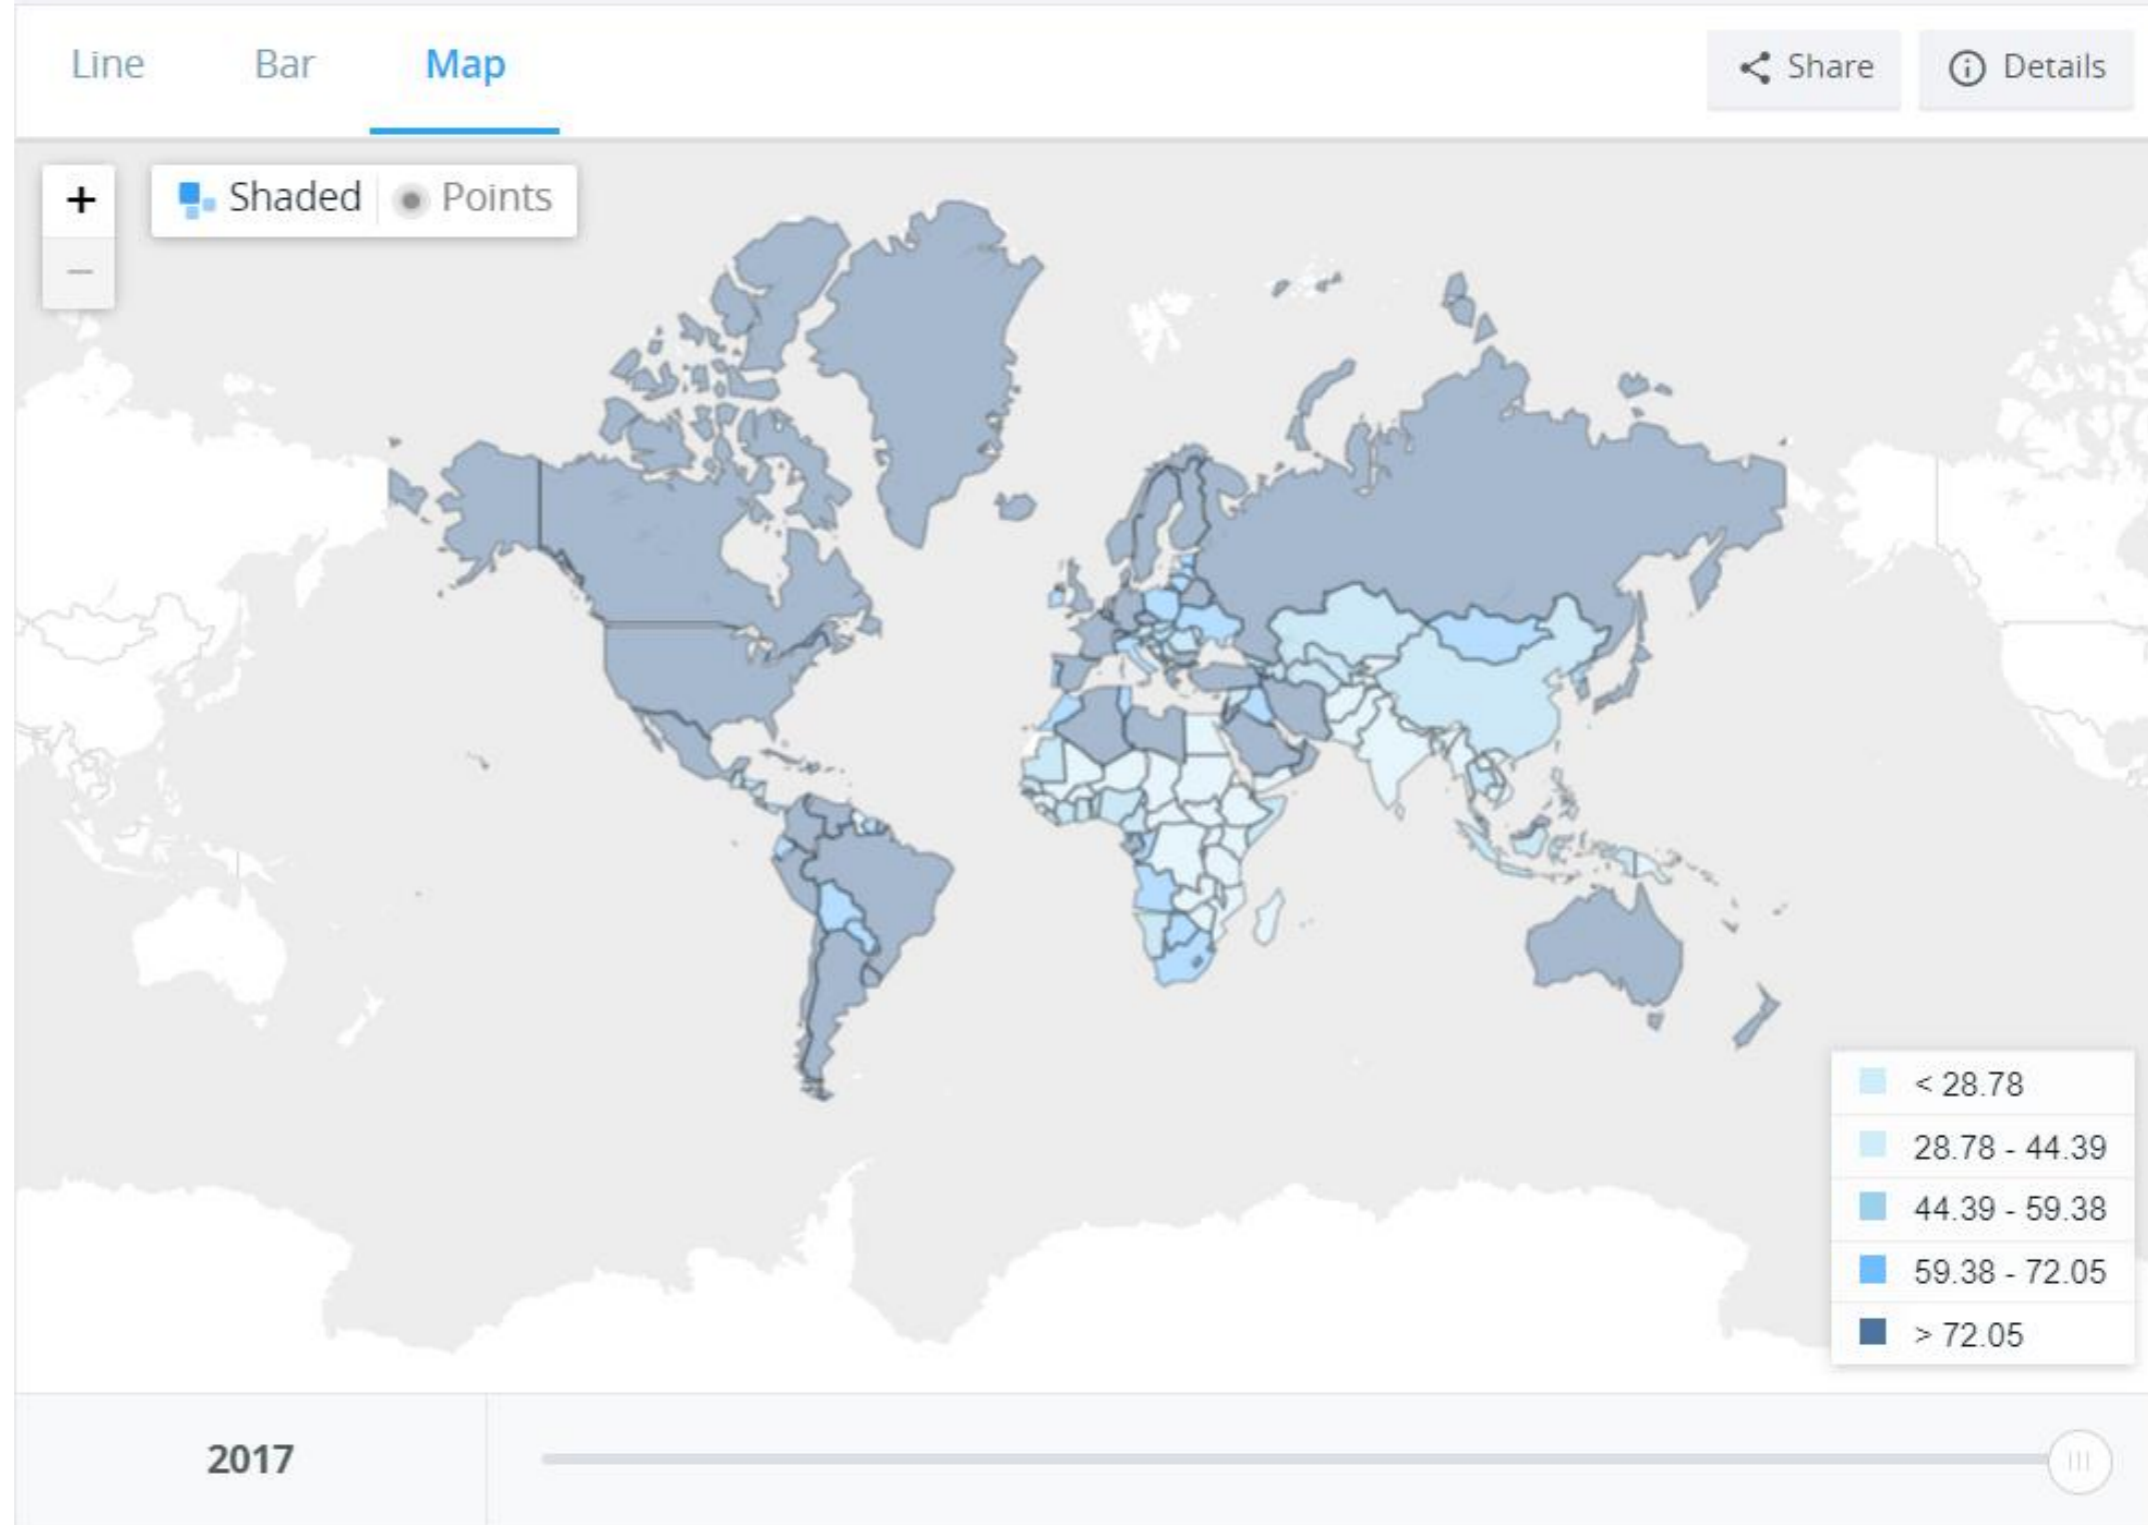 Line Bar Map Share Details
+ Shaded Points
−
< 28.78
28.78 - 44.39
44.39 - 59.38
59.38 - 72.05
> 72.05
2017